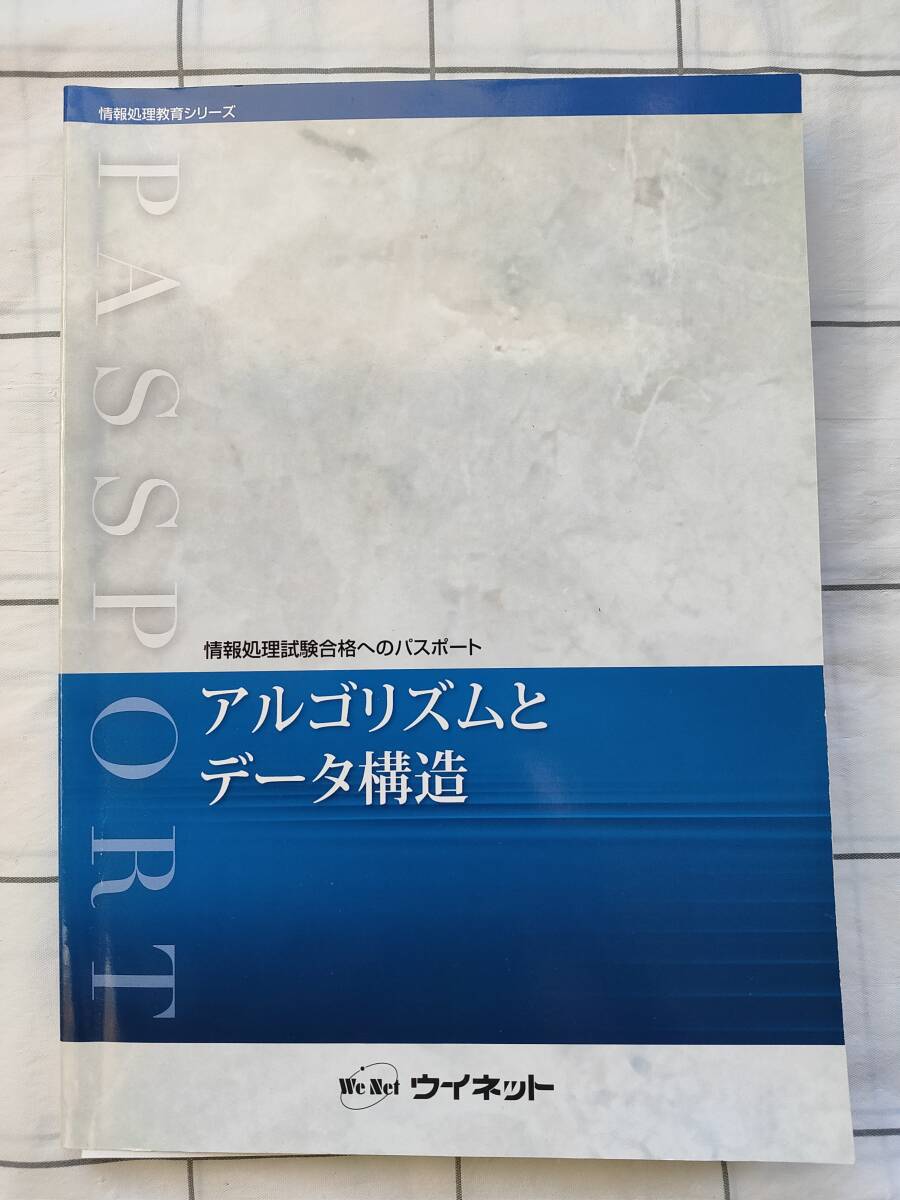 情報処理教育シリーズ
PASSPORT
情報処理試験合格へのパスポート
アルゴリズムと
データ構造
We Net ウイネット